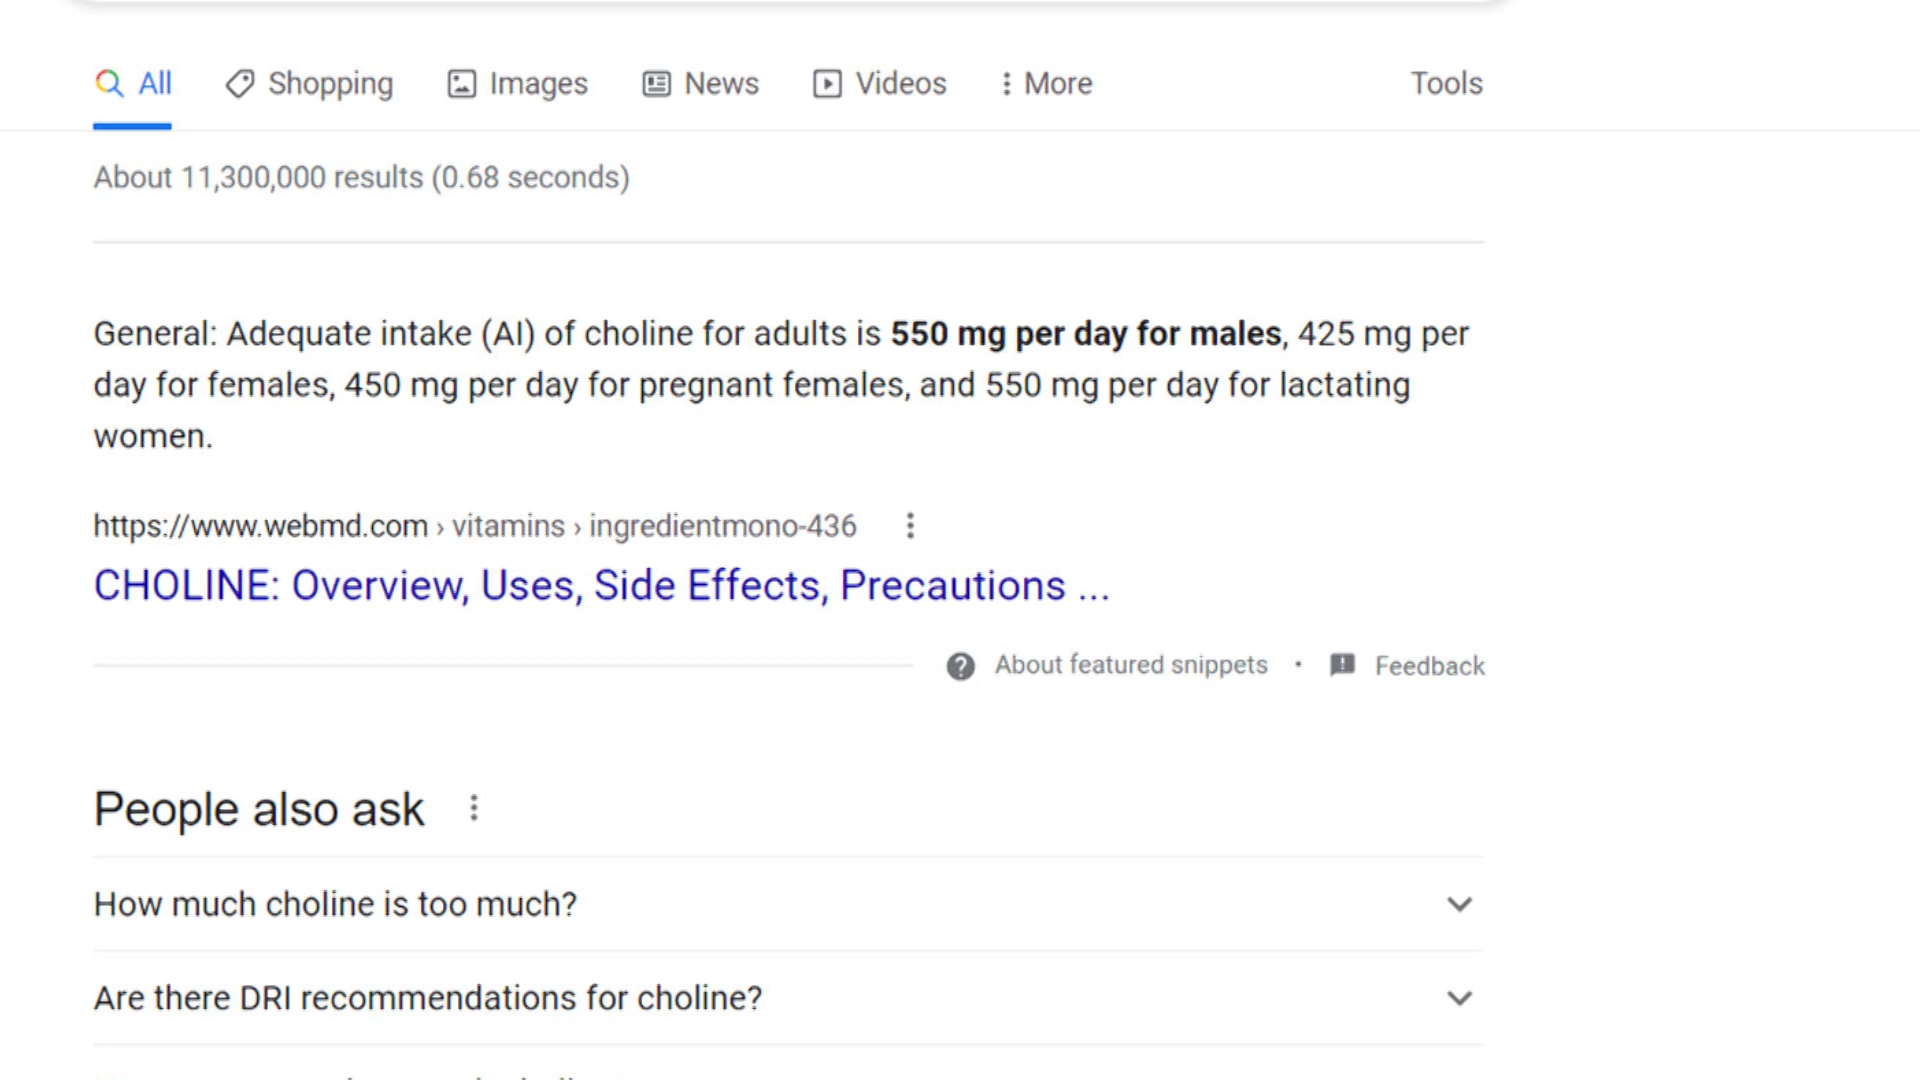 All Shopping Images News Videos More Tools
About 11,300,000 results (0.68 seconds)
General: Adequate intake (AI) of choline for adults is 550 mg per day for males, 425 mg per
day for females, 450 mg per day for pregnant females, and 550 mg per day for lactating
women.
https://www.webmd.com › vitamins › ingredientmono-436
CHOLINE: Overview, Uses, Side Effects, Precautions ...
About featured snippets • Feedback
People also ask
How much choline is too much?
Are there DRI recommendations for choline?